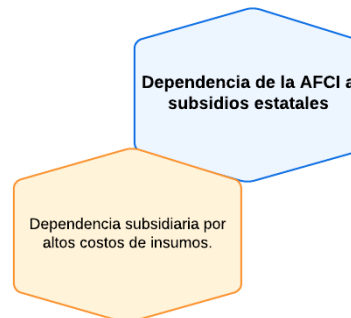 Dependencia de la AFCI a
subsidios estatales
Dependencia subsidiaria por
altos costos de insumos.